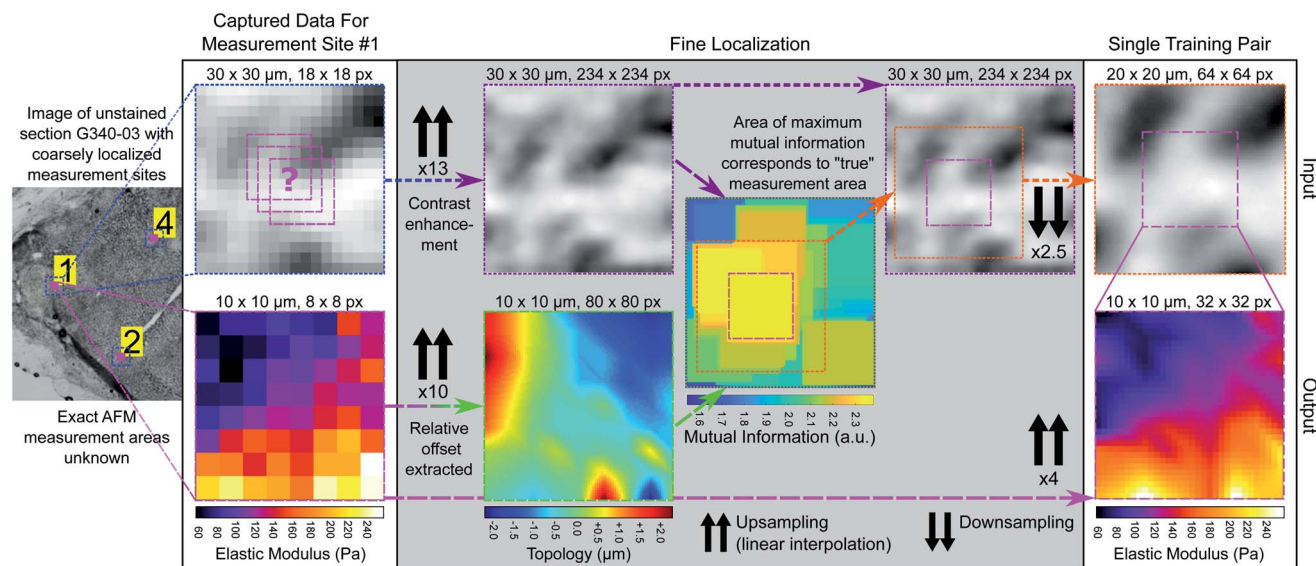 Captured Data For
Measurement Site #1
Fine Localization
Single Training Pair
Image of unstained
section G340-03 with
coarsely localized
measurement sites
4
1
2
Exact AFM
measurement areas
unknown
30 x 30 µm, 18 x 18 px
?
10 x 10 µm, 8 x 8 px
60
80
100
120
140
160
180
200
220
240
Elastic Modulus (Pa)
x13
Contrast
enhance-
ment
x10
Relative
offset
extracted
30 x 30 µm, 234 x 234 px
10 x 10 µm, 80 x 80 px
-2.0
-1.5
-1.0
-0.5
0.0
+0.5
+1.0
+1.5
+2.0
Topology (µm)
Area of maximum
mutual information
corresponds to "true"
measurement area
1.6
1.7
1.8
1.9
2.0
2.1
2.2
2.3
Mutual Information (a.u.)
30 x 30 µm, 234 x 234 px
x2.5
x4
Upsampling
(linear interpolation)
Downsampling
20 x 20 µm, 64 x 64 px
10 x 10 µm, 32 x 32 px
60
80
100
120
140
160
180
200
220
240
Elastic Modulus (Pa)
Input
Output